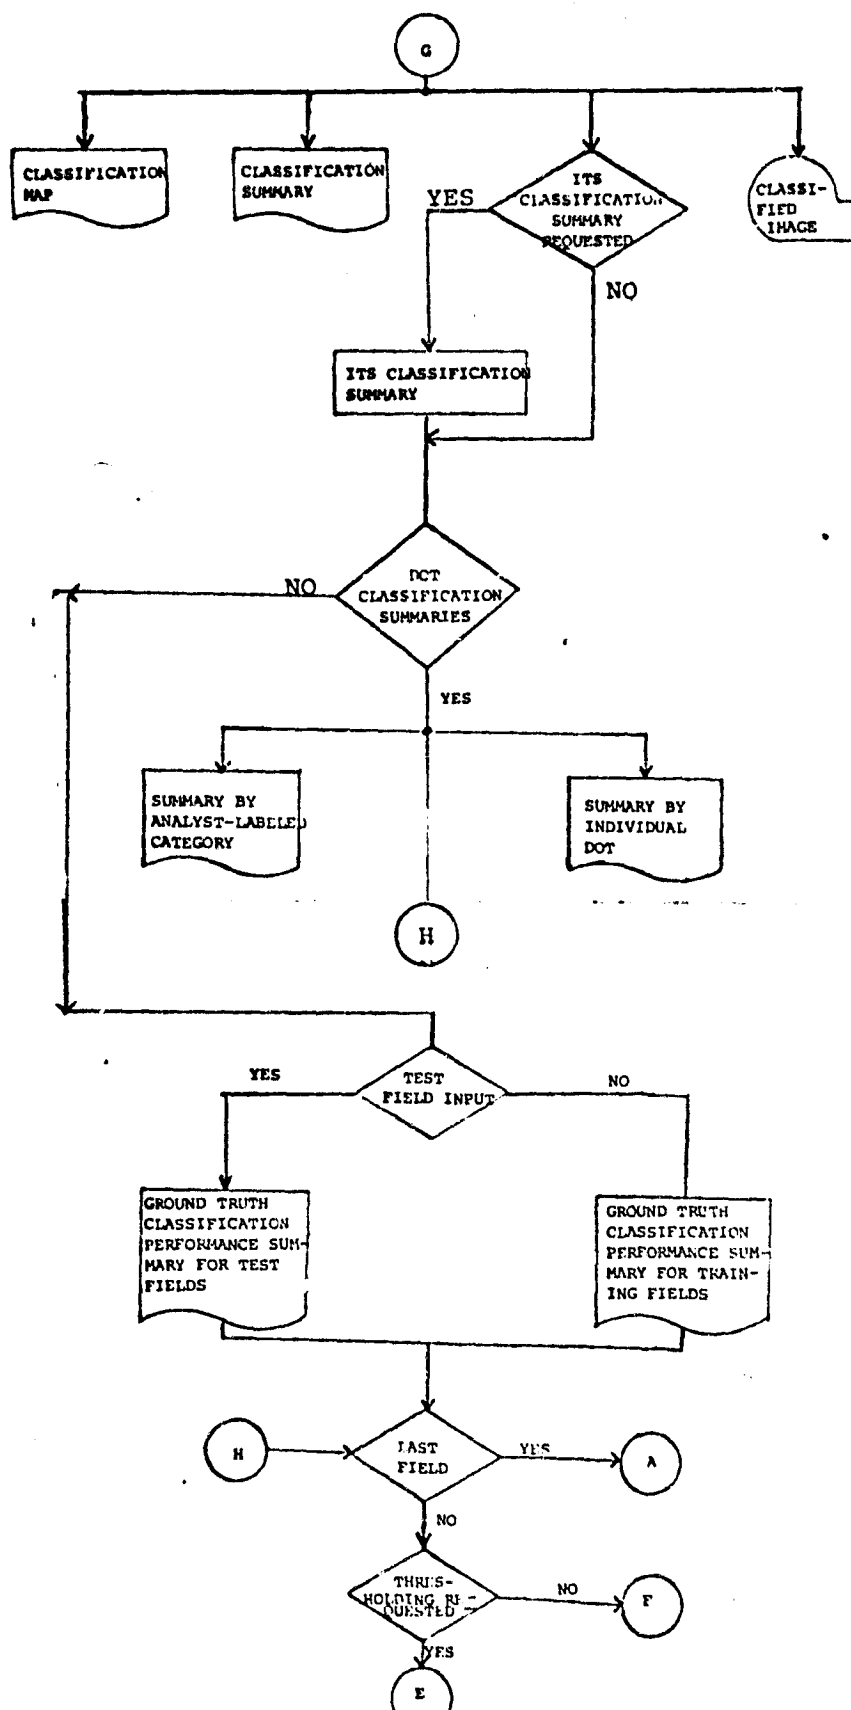 G
CLASSIFICATION
MAP
CLASSIFICATION
SUMMARY
ITS
CLASSIFICATION
SUMMARY
REQUESTED
CLASSI-
FIED
IMAGE
YES
NO
ITS CLASSIFICATION
SUMMARY
NO
DOT
CLASSIFICATION
SUMMARIES
YES
SUMMARY BY
ANALYST-LABELED
CATEGORY
SUMMARY BY
INDIVIDUAL
DOT
H
YES
TEST
FIELD INPUT
NO
GROUND TRUTH
CLASSIFICATION
PERFORMANCE SUM-
MARY FOR TEST
FIELDS
GROUND TRUTH
CLASSIFICATION
PERFORMANCE SUM-
MARY FOR TRAIN-
ING FIELDS
H
LAST
FIELD
YES
A
NO
THRES-
HOLDING RE-
QUESTED
NO
F
YES
E